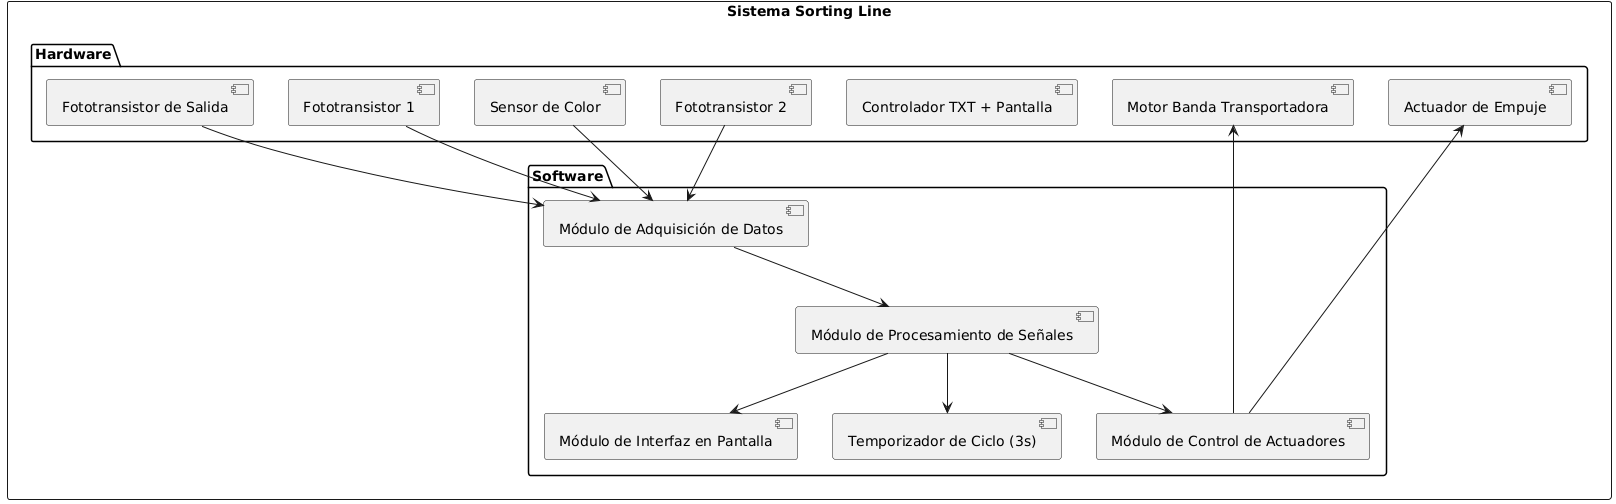 Sistema Sorting Line
Hardware
Fototransistor de Salida
Fototransistor 1
Sensor de Color
Fototransistor 2
Controlador TXT + Pantalla
Motor Banda Transportadora
Actuador de Empuje
Software
Módulo de Adquisición de Datos
Módulo de Procesamiento de Señales
Módulo de Interfaz en Pantalla
Temporizador de Ciclo (3s)
Módulo de Control de Actuadores